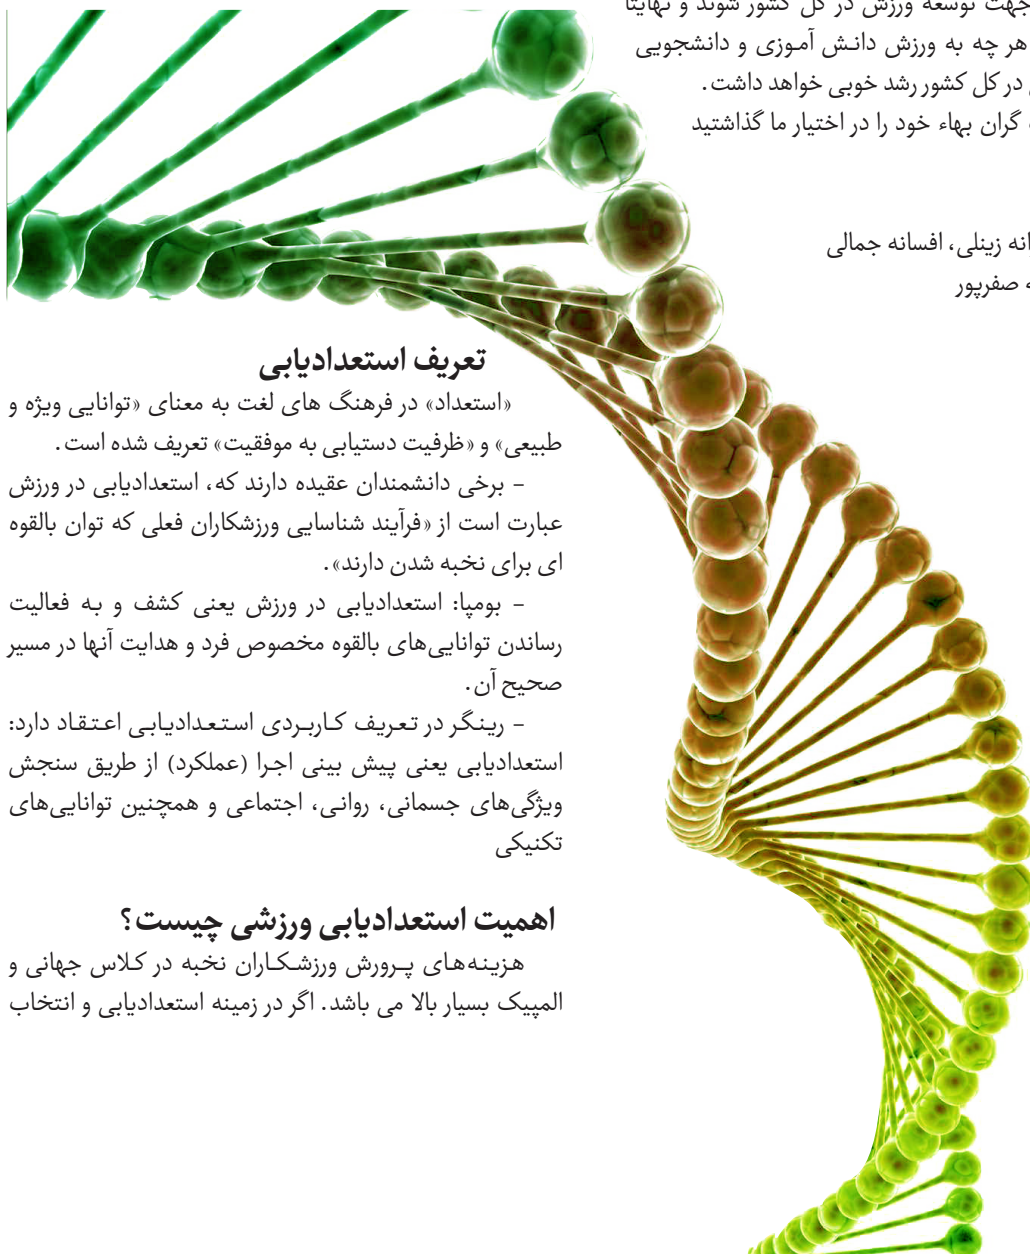 جهت توسعه ورزش در کل کشور شوند و نهایتا
هر چه به ورزش دانش آموزی و دانشجویی
در کل کشور رشد خوبی خواهد داشت.
گران بهاء خود را در اختیار ما گذاشتید
زینلی، افسانه جمالی
صفرپور
تعریف استعدادیابی
«استعداد» در فرهنگ های لغت به معنای «توانایی ویژه و
طبیعی» و «ظرفیت دستیابی به موفقیت» تعریف شده است.
- برخی دانشمندان عقیده دارند که، استعدادیابی در ورزش
عبارت است از «فرآیند شناسایی ورزشکاران فعلی که توان بالقوه
ای برای نخبه شدن دارند».
- بومپا: استعدادیابی در ورزش یعنی کشف و به فعالیت
رساندن توانایی‌های بالقوه مخصوص فرد و هدایت آنها در مسیر
صحیح آن.
- رینگر در تعریف کاربردی استعدادیابی اعتقاد دارد:
استعدادیابی یعنی پیش بینی اجرا (عملکرد) از طریق سنجش
ویژگی‌های جسمانی، روانی، اجتماعی و همچنین توانایی‌های
تکنیکی
اهمیت استعدادیابی ورزشی چیست؟
هزینه‌های پرورش ورزشکاران نخبه در کلاس جهانی و
المپیک بسیار بالا می باشد. اگر در زمینه استعدادیابی و انتخاب